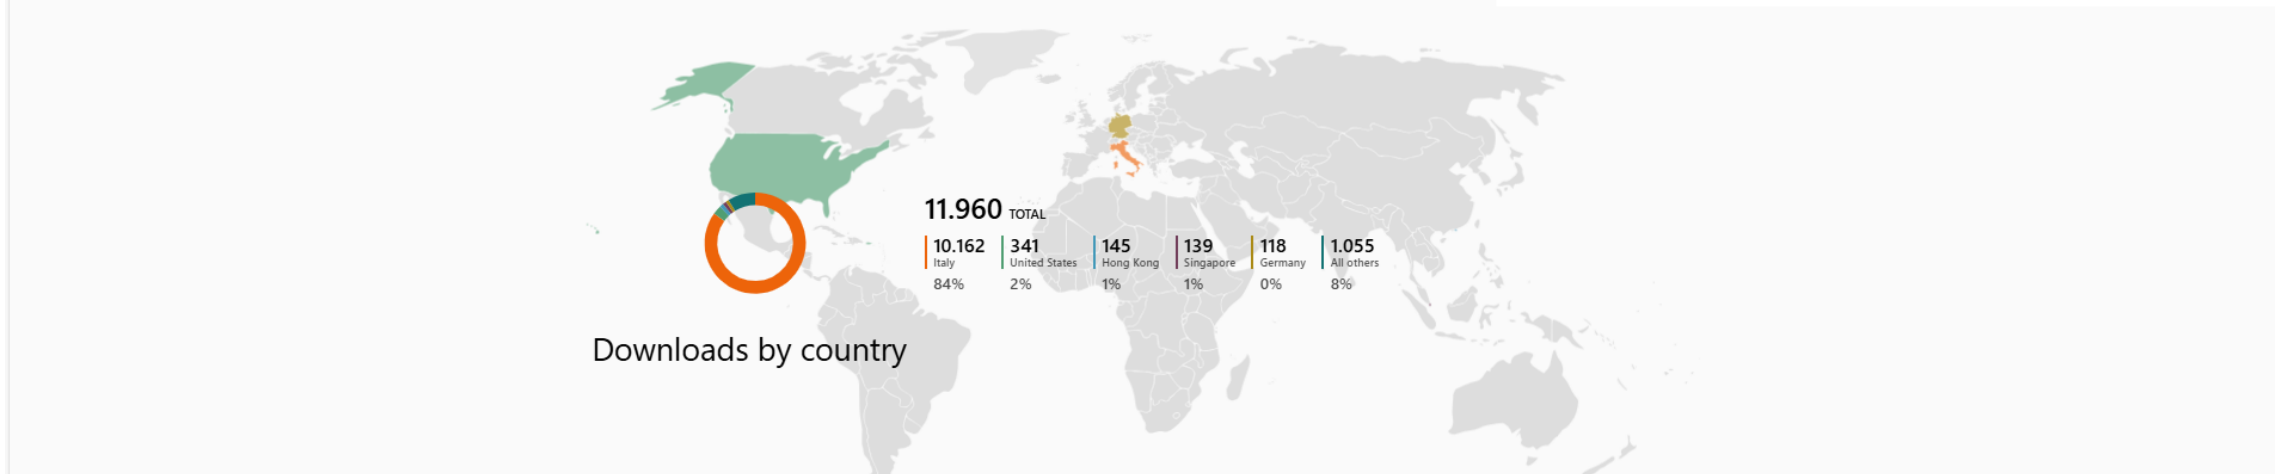 11.960 TOTAL
10.162 341 145 139 118 1.055
Italy United States Hong Kong Singapore Germany All others
84% 2% 1% 1% 0% 8%
Downloads by country